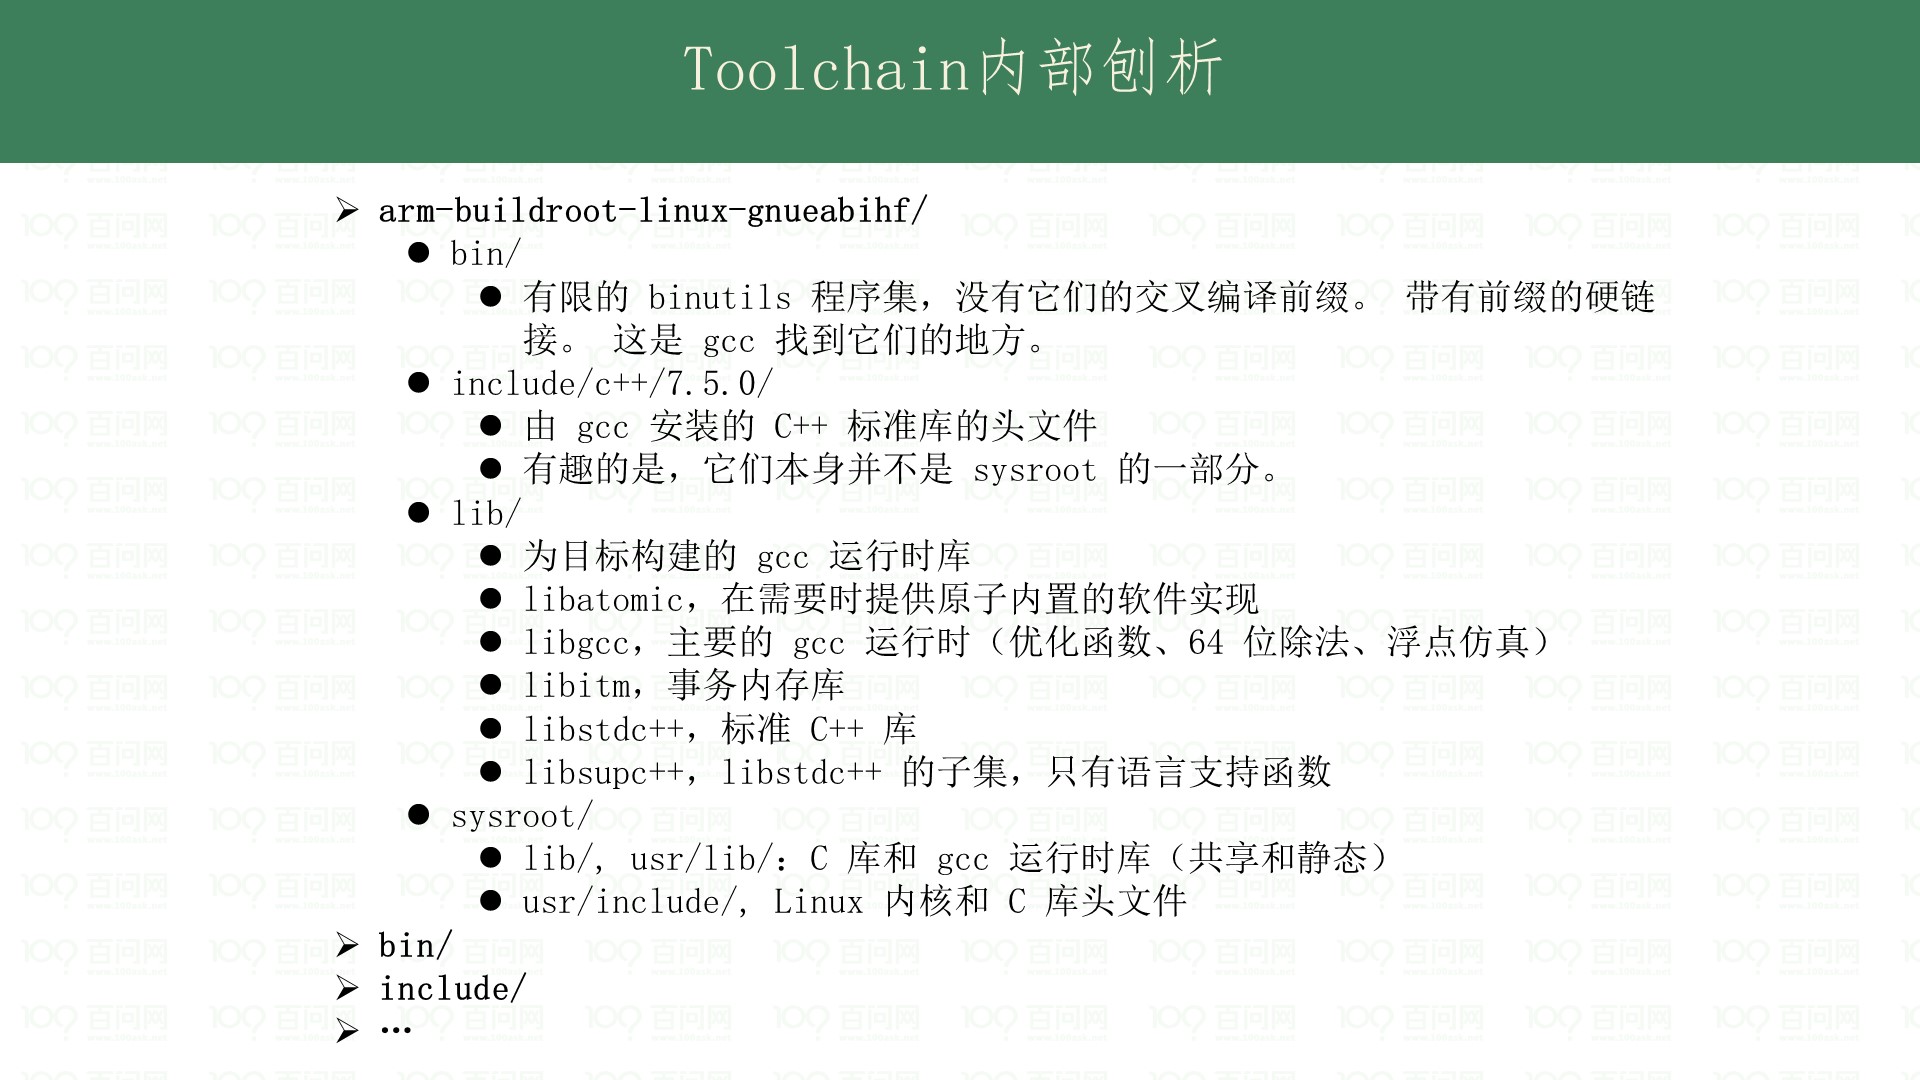 Toolchain内部刨析
➢ arm-buildroot-linux-gnueabihf/
● bin/
● 有限的 binutils 程序集，没有它们的交叉编译前缀。 带有前缀的硬链
接。 这是 gcc 找到它们的地方。
● include/c++/7.5.0/
● 由 gcc 安装的 C++ 标准库的头文件
● 有趣的是，它们本身并不是 sysroot 的一部分。
● lib/
● 为目标构建的 gcc 运行时库
● libatomic，在需要时提供原子内置的软件实现
● libgcc，主要的 gcc 运行时（优化函数、64 位除法、浮点仿真）
● libitm，事务内存库
● libstdc++，标准 C++ 库
● libsupc++，libstdc++ 的子集，只有语言支持函数
● sysroot/
● lib/, usr/lib/：C 库和 gcc 运行时库（共享和静态）
● usr/include/, Linux 内核和 C 库头文件
➢ bin/
➢ include/
➢ …